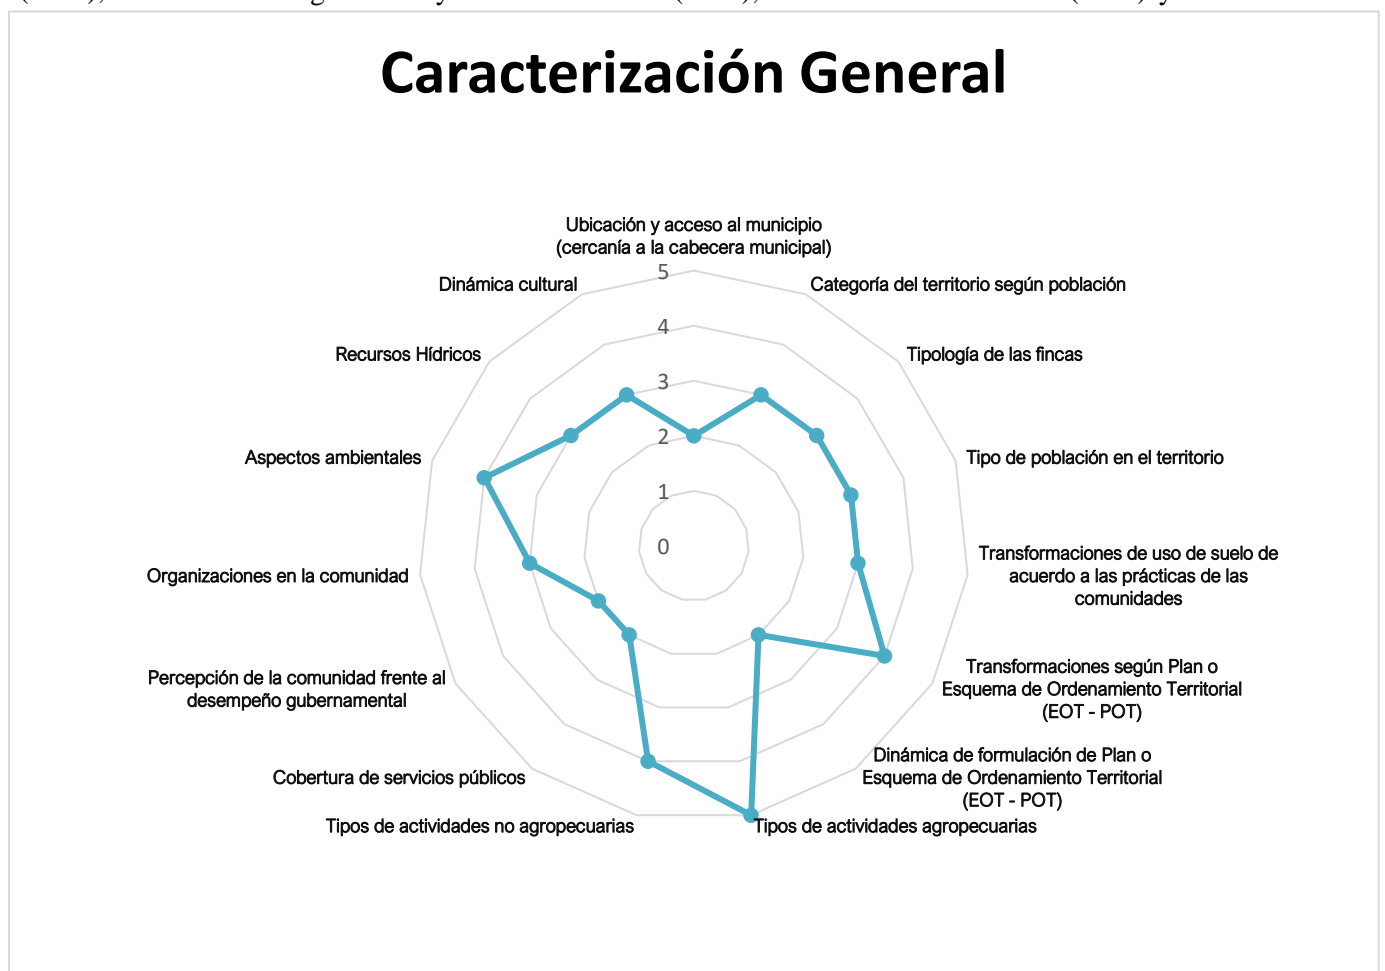 Caracterización General
Ubicación y acceso al municipio
(cercanía a la cabecera municipal)
Categoría del territorio según población
Tipología de las fincas
Tipo de población en el territorio
Transformaciones de uso de suelo de
acuerdo a las prácticas de las
comunidades
Transformaciones según Plan o
Esquema de Ordenamiento Territorial
(EOT - POT)
Dinámica de formulación de Plan o
Esquema de Ordenamiento Territorial
(EOT - POT)
Tipos de actividades agropecuarias
Tipos de actividades no agropecuarias
Cobertura de servicios públicos
Percepción de la comunidad frente al
desempeño gubernamental
Organizaciones en la comunidad
Aspectos ambientales
Recursos Hídricos
Dinámica cultural
5
4
3
2
1
0